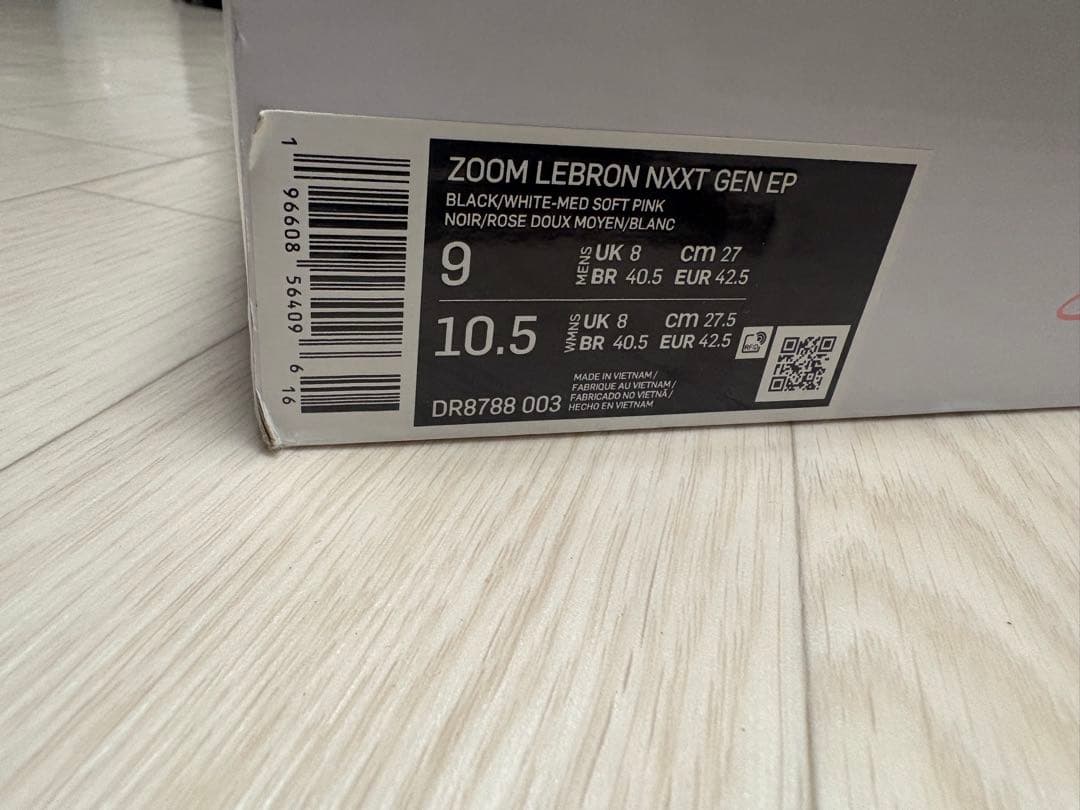 ZOOM LEBRON NXXT GEN EP
BLACK/WHITE-MED SOFT PINK
NOIR/ROSE DOUX MOYEN/BLANC
9 MENS UK 8 cm 27
BR 40.5 EUR 42.5
10.5 WMNS UK 8 cm 27.5
BR 40.5 EUR 42.5
RFID
MADE IN VIETNAM /
FABRIQUE AU VIETNAM /
FABRICADO NO VIETNÃ /
HECHO EN VIETNAM
DR8788 003
1 96608 56409 6 16